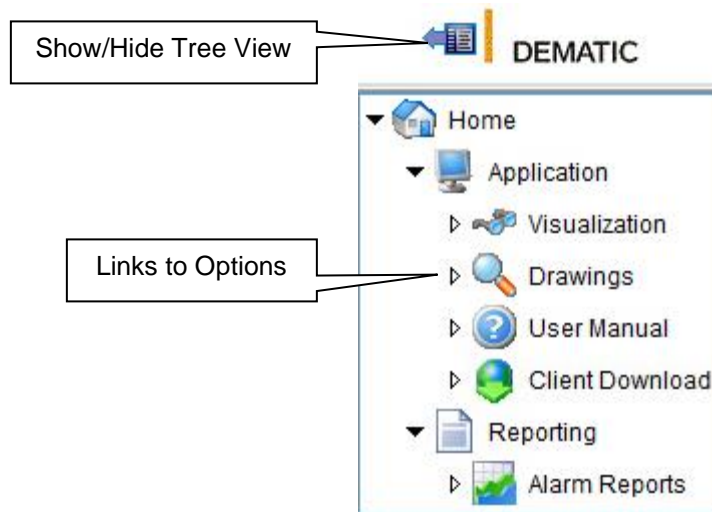 Show/Hide Tree View
DEMATIC
Home
Application
Visualization
Links to Options
Drawings
User Manual
Client Download
Reporting
Alarm Reports